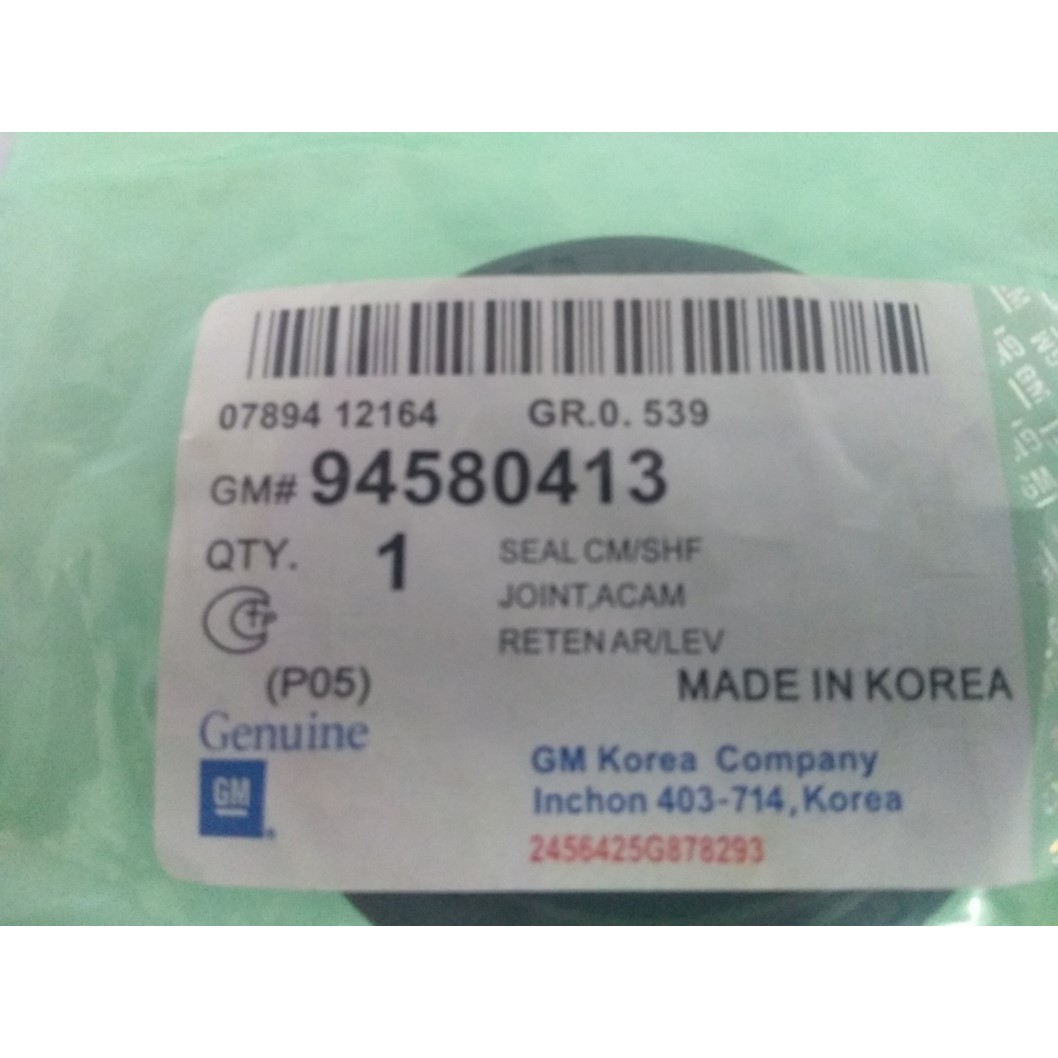 07894 12164 GR.0. 539
GM# 94580413
QTY. 1 SEAL CM/SHF
JOINT,ACAM
RETEN AR/LEV
(P05) MADE IN KOREA
Genuine
GM
GM Korea Company
Inchon 403-714, Korea
2456425G878293